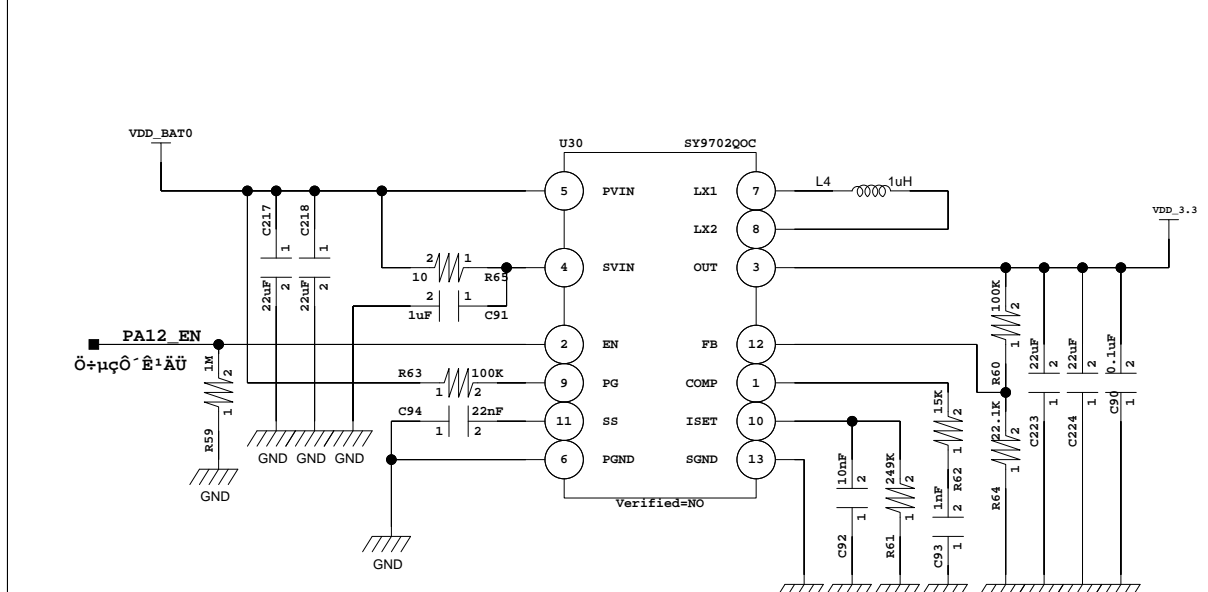 U30 SY9702QOC
VDD_BAT0
5 PVIN LX1 7
L4 1uH
LX2 8
VDD_3.3
C217 1 2 22uF
C218 1 2 22uF
4 SVIN OUT 3
2 1 10 R65
2 1 1uF C91
PA12_EN
Ö÷µçÔ´Ê¹ÄÜ
2 EN FB 12
1M 2 1 R59
R63 100K 1 2
9 PG COMP 1
C94 22nF 1 2
11 SS ISET 10
6 PGND SGND 13
Verified=NO
100K 2 1 R60
22.1K 2 1 R64
22uF 2 1 C223
22uF 2 1 C224
0.1uF 2 1 C90
15K 2 1 R62
1nF 2 1 C93
10nF 2 1 C92
249K 2 1 R61
GND GND GND
GND
GND